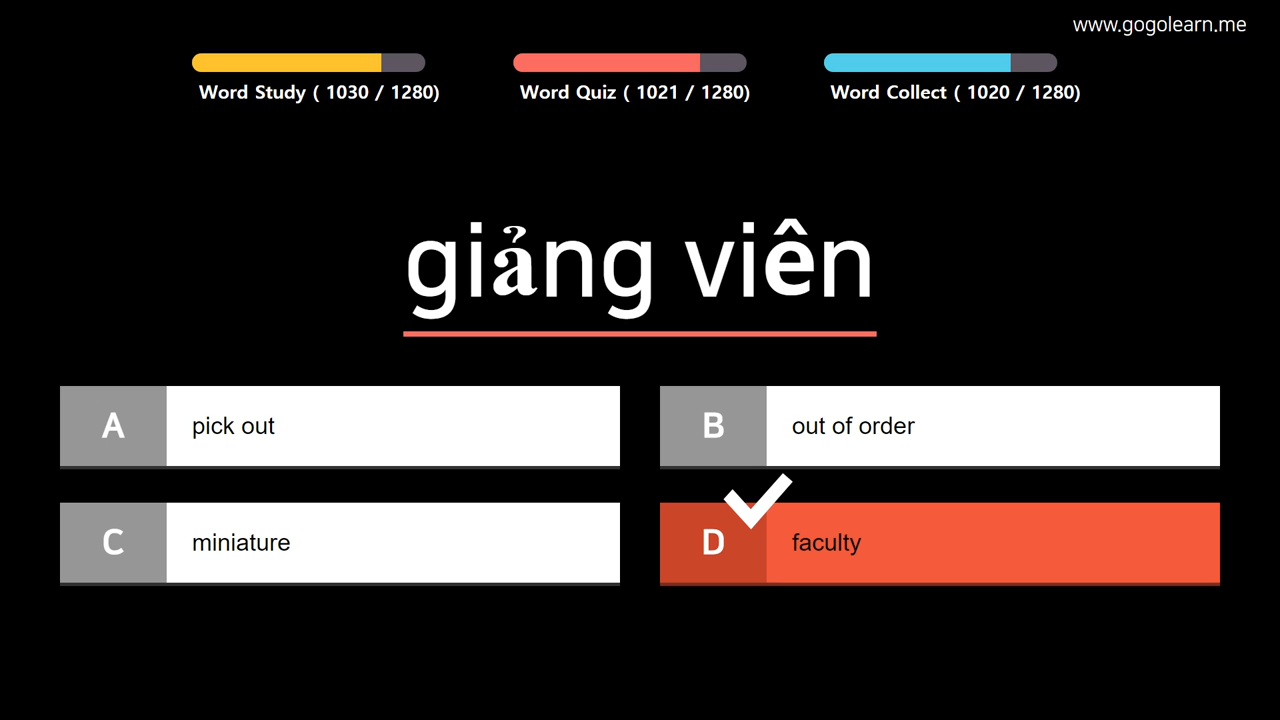 www.gogolearn.me
Word Study ( 1030 / 1280)
Word Quiz ( 1021 / 1280)
Word Collect ( 1020 / 1280)
giảng viên
A pick out
B out of order
C miniature
D faculty